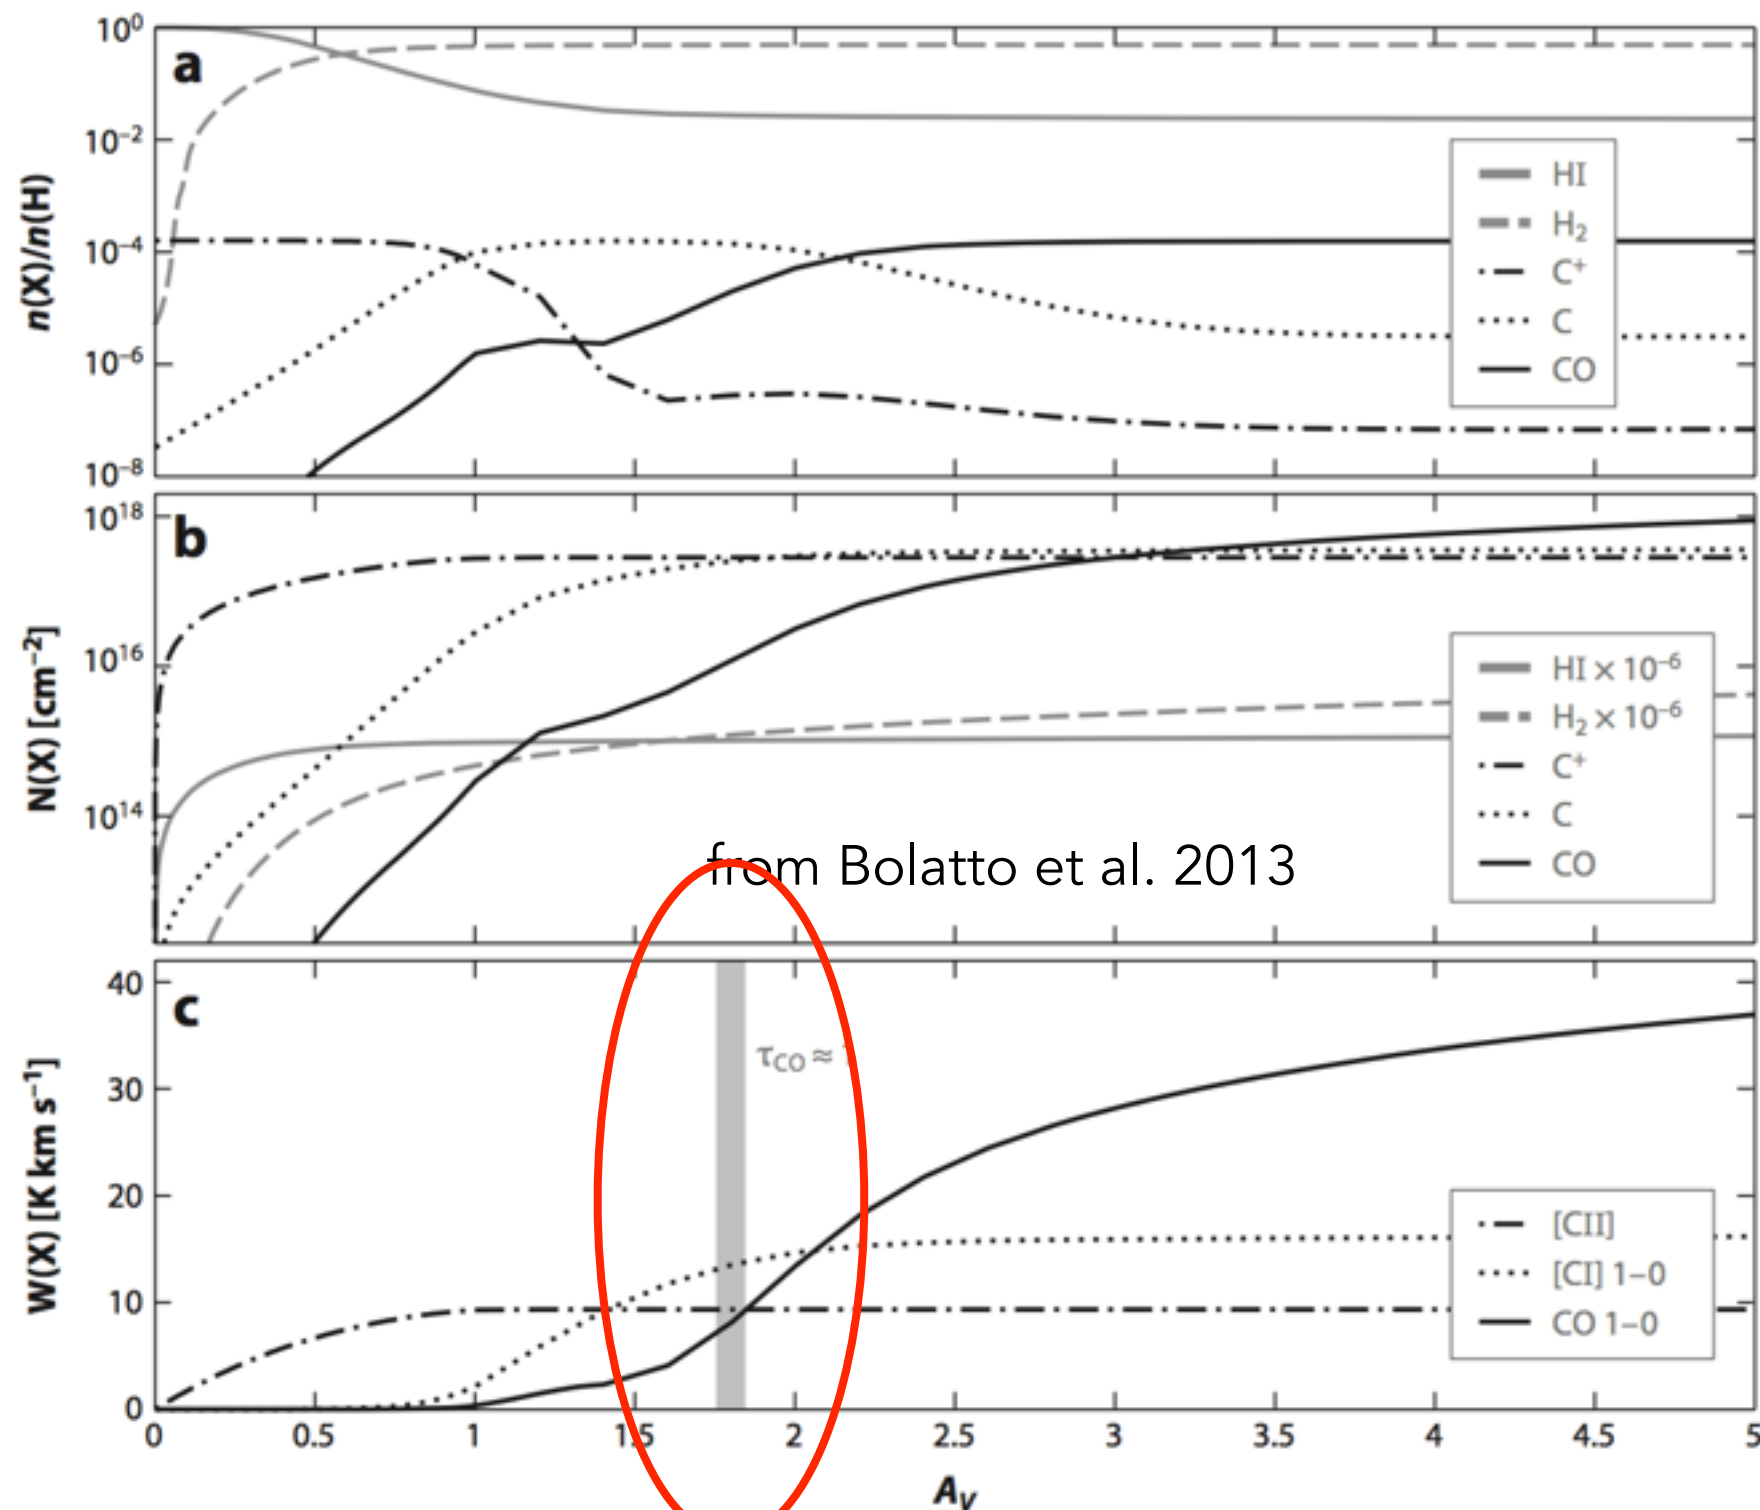 10⁰
a
10⁻²
10⁻⁴
10⁻⁶
10⁻⁸
n(X)/n(H)
HI
H₂
C⁺
C
CO
10¹⁸
b
10¹⁶
10¹⁴
N(X) [cm⁻²]
HI × 10⁻⁶
H₂ × 10⁻⁶
C⁺
C
CO
from Bolatto et al. 2013
40
c
30
20
10
0
W(X) [K km s⁻¹]
τCO ≈
[CII]
[CI] 1–0
CO 1–0
0 0.5 1 1.5 2 2.5 3 3.5 4 4.5 5
AV